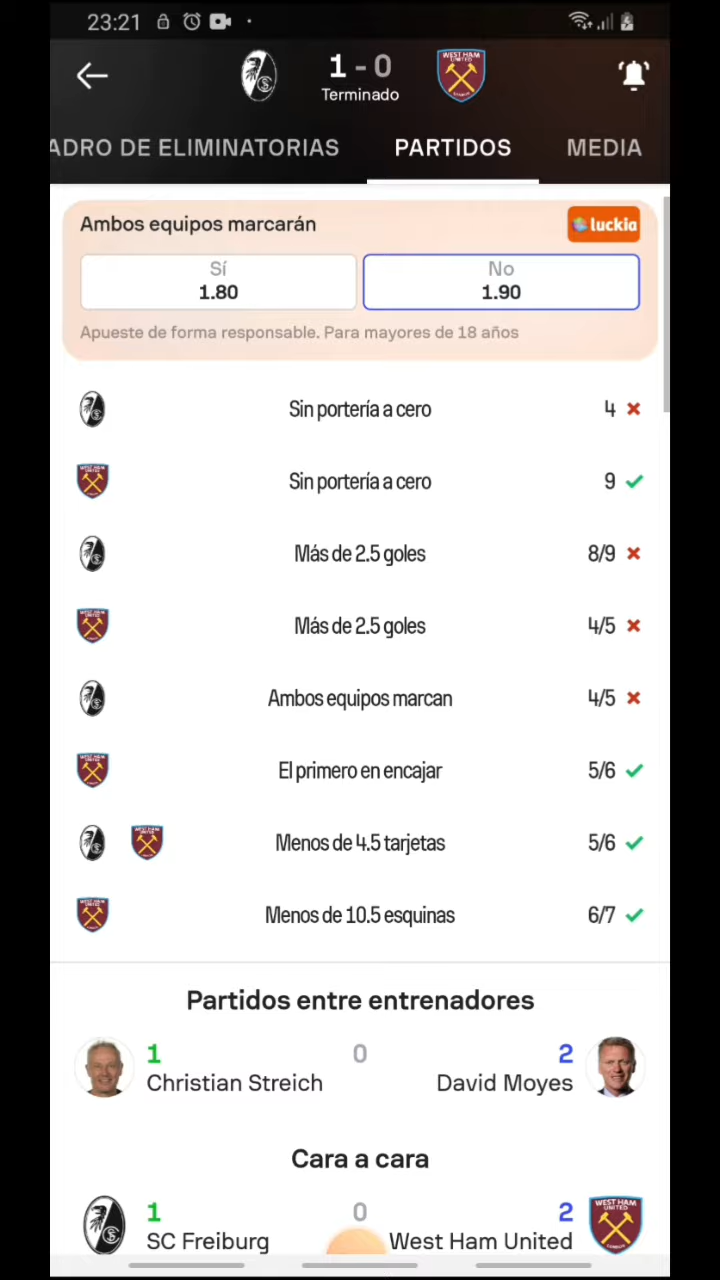 23:21
1 - 0
Terminado
ADRO DE ELIMINATORIAS PARTIDOS MEDIA
Ambos equipos marcarán luckia
Sí No
1.80 1.90
Apueste de forma responsable. Para mayores de 18 años
Sin portería a cero 4
Sin portería a cero 9
Más de 2.5 goles 8/9
Más de 2.5 goles 4/5
Ambos equipos marcan 4/5
El primero en encajar 5/6
Menos de 4.5 tarjetas 5/6
Menos de 10.5 esquinas 6/7
Partidos entre entrenadores
1 0 2
Christian Streich David Moyes
Cara a cara
1 0 2
SC Freiburg West Ham United
WEST HAM
UNITED